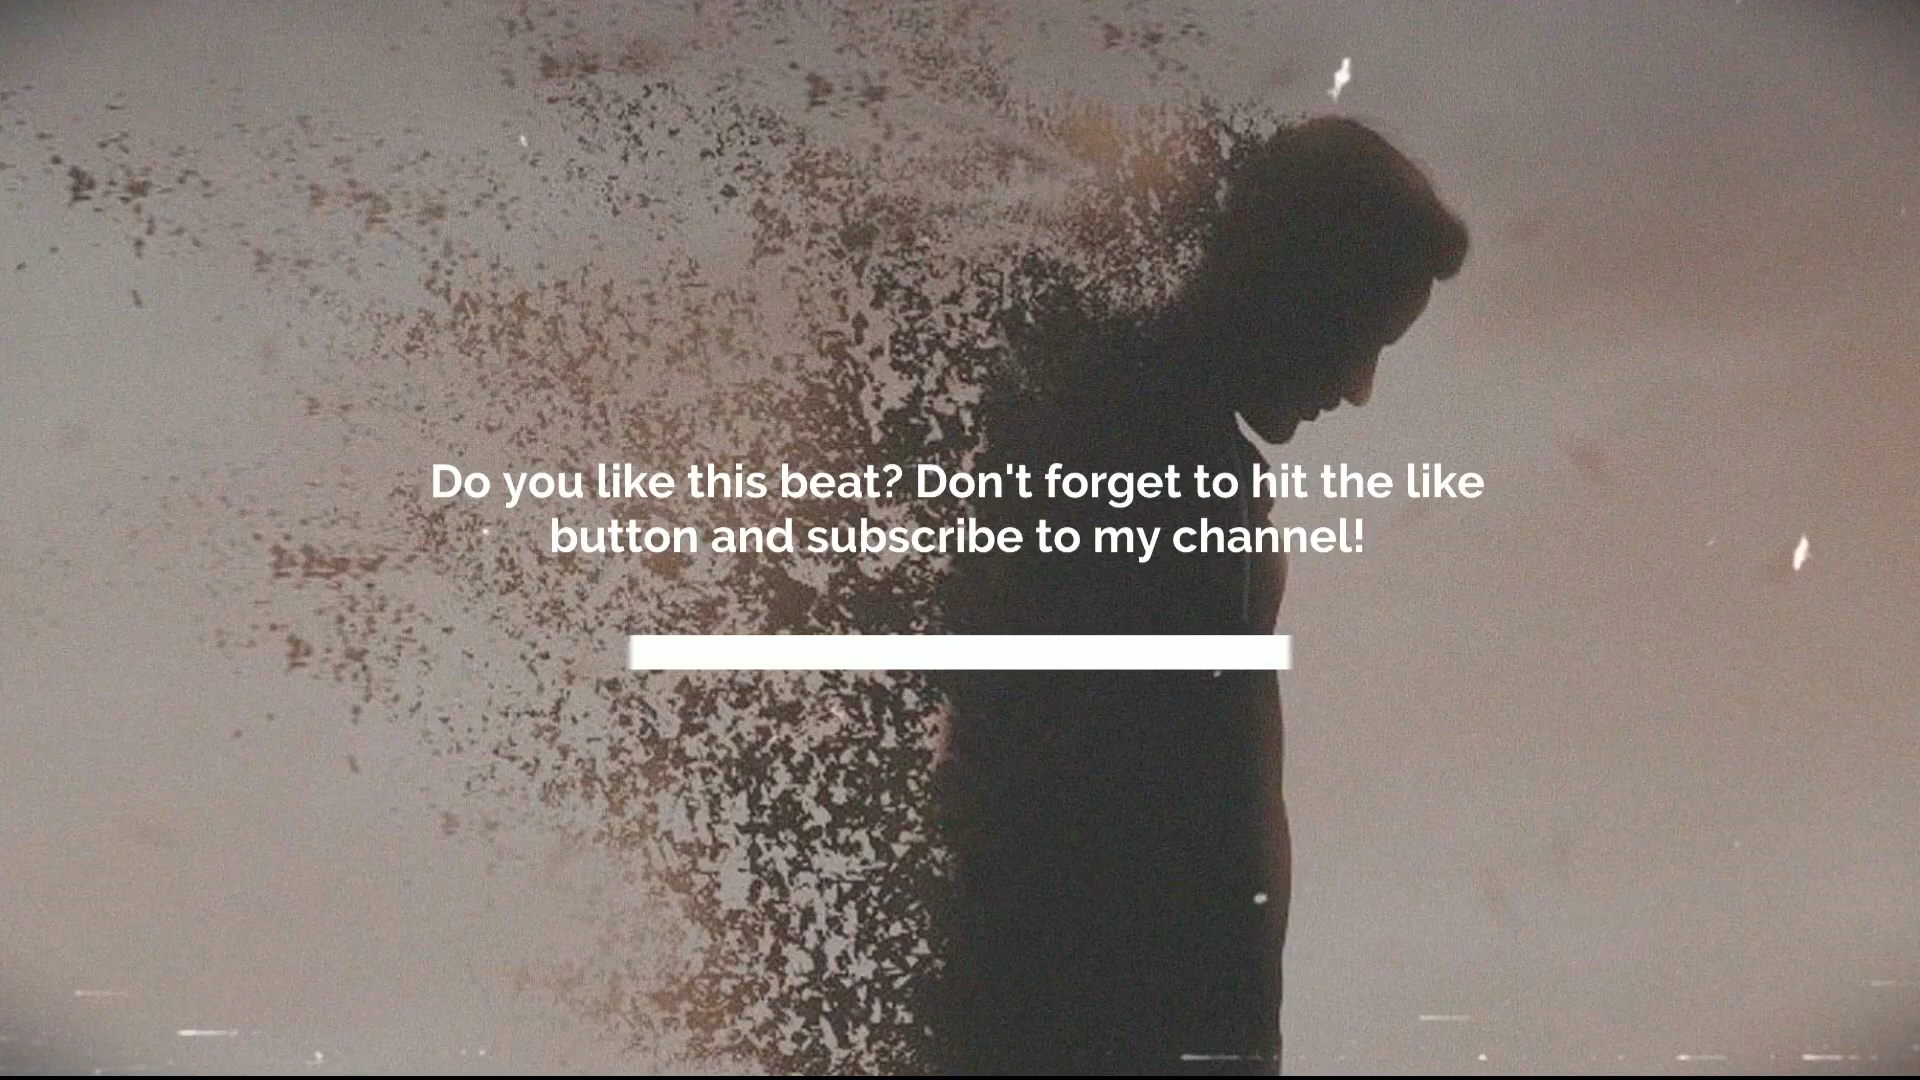 Do you like this beat? Don't forget to hit the like
button and subscribe to my channel!